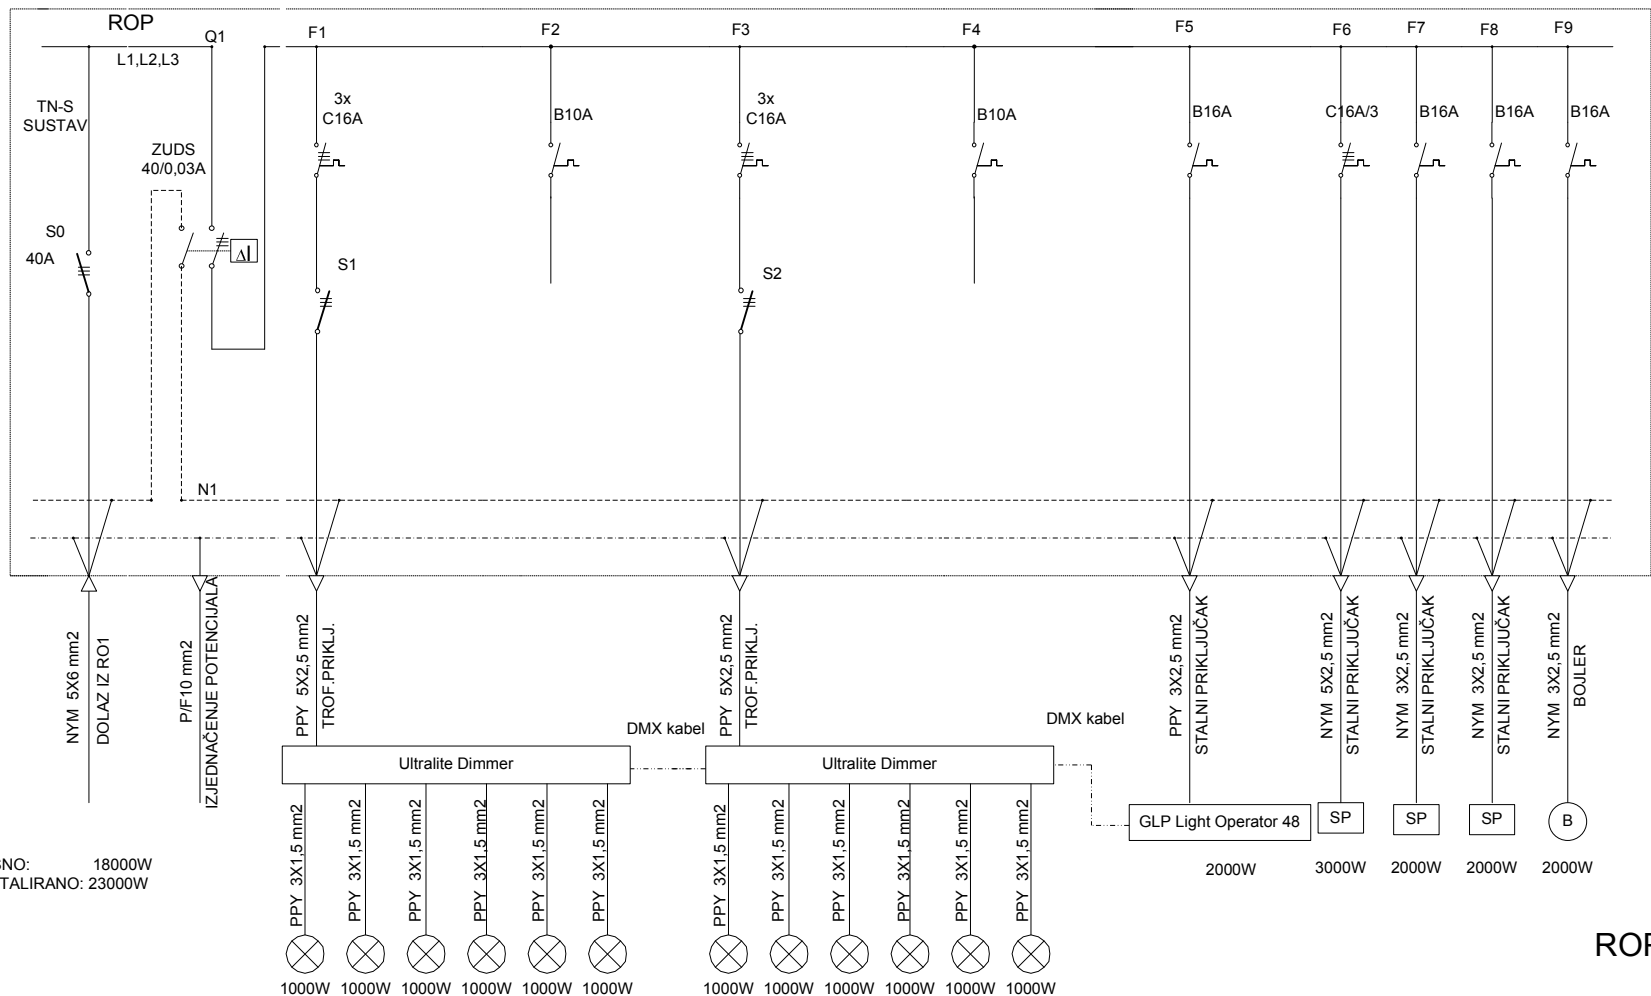 ROP
Q1
F1
F2
F3
F4
F5
F6
F7
F8
F9
L1,L2,L3
TN-S
SUSTAV
3x
C16A
B10A
3x
C16A
B10A
B16A
C16A/3
B16A
B16A
B16A
ZUDS
40/0,03A
S0
40A
ΔI
S1
S2
N1
NYM 5X6 mm2
DOLAZ IZ RO1
P/F10 mm2
IZJEDNAČENJE POTENCIJALA
PPY 5X2,5 mm2
TROF.PRIKLJ.
PPY 5X2,5 mm2
TROF.PRIKLJ.
PPY 3X2,5 mm2
STALNI PRIKLJUČAK
NYM 5X2,5 mm2
STALNI PRIKLJUČAK
NYM 3X2,5 mm2
STALNI PRIKLJUČAK
NYM 3X2,5 mm2
STALNI PRIKLJUČAK
NYM 3X2,5 mm2
BOJLER
DMX kabel
DMX kabel
Ultralite Dimmer
Ultralite Dimmer
GLP Light Operator 48
SP
SP
SP
B
2000W
3000W
2000W
2000W
2000W
SNO: 18000W
TALIRANO: 23000W
PPY 3X1,5 mm2
PPY 3X1,5 mm2
PPY 3X1,5 mm2
PPY 3X1,5 mm2
PPY 3X1,5 mm2
PPY 3X1,5 mm2
PPY 3X1,5 mm2
PPY 3X1,5 mm2
PPY 3X1,5 mm2
PPY 3X1,5 mm2
PPY 3X1,5 mm2
PPY 3X1,5 mm2
1000W
1000W
1000W
1000W
1000W
1000W
1000W
1000W
1000W
1000W
1000W
1000W
ROP